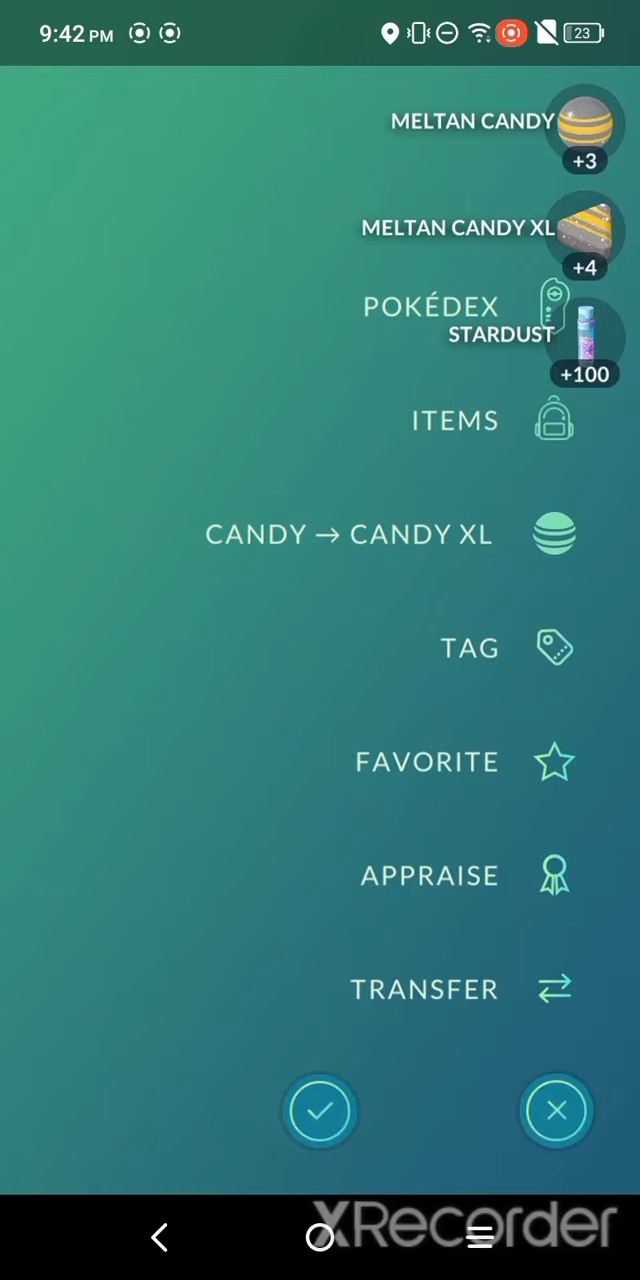 9:42 PM
23
MELTAN CANDY
+3
MELTAN CANDY XL
+4
POKÉDEX
STARDUST
+100
ITEMS
CANDY → CANDY XL
TAG
FAVORITE
APPRAISE
TRANSFER
XRecorder